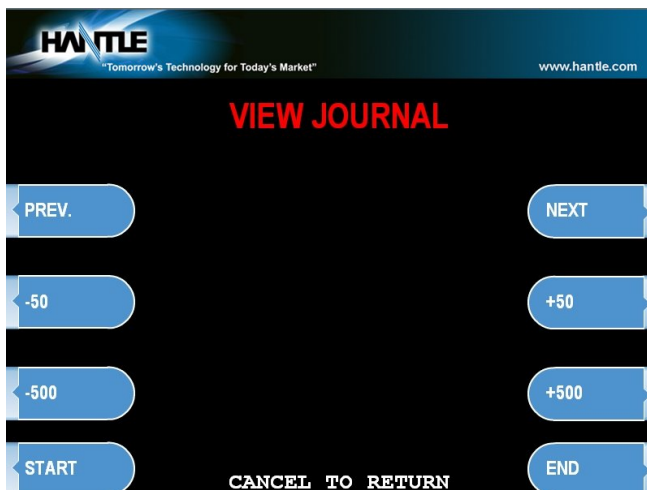 HANTLE
"Tomorrow's Technology for Today's Market"
www.hantle.com
VIEW JOURNAL
PREV.
NEXT
-50
+50
-500
+500
START
END
CANCEL TO RETURN